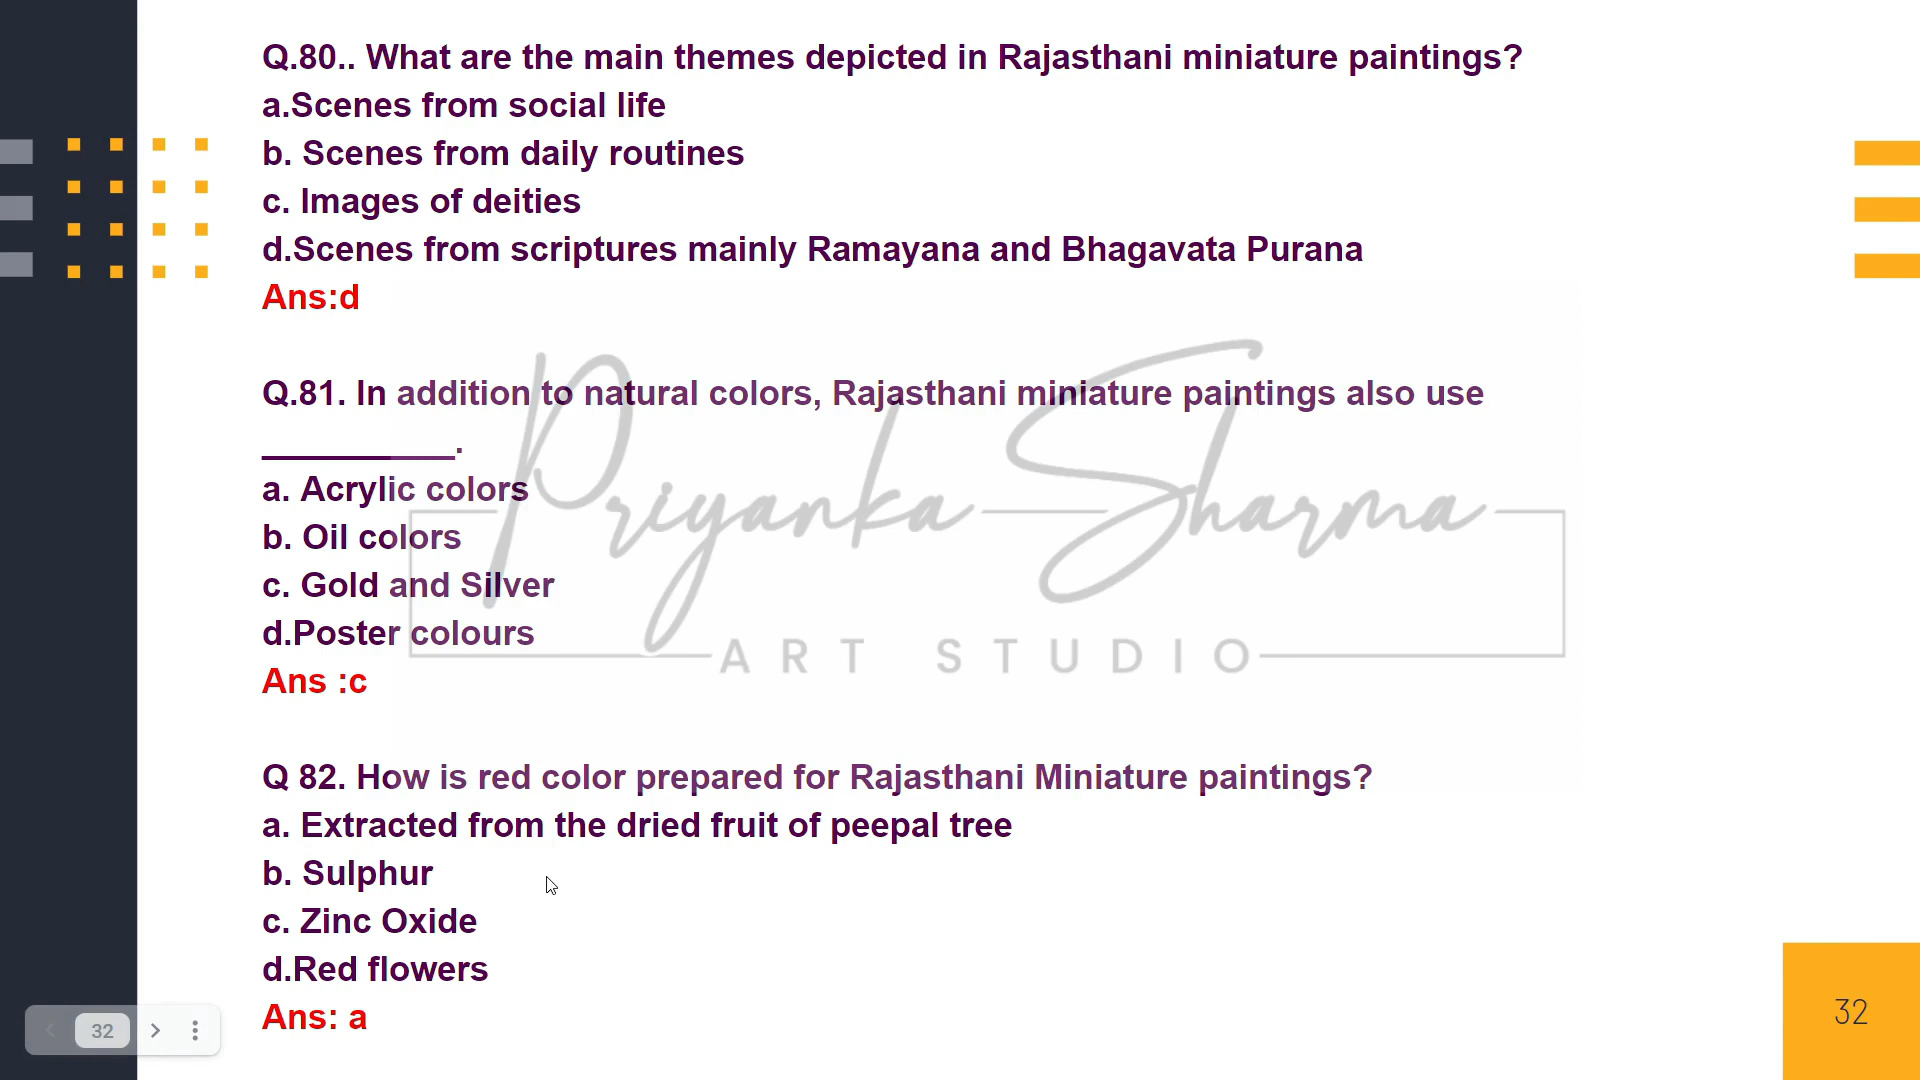 Q.80.. What are the main themes depicted in Rajasthani miniature paintings?
a.Scenes from social life
b. Scenes from daily routines
c. Images of deities
d.Scenes from scriptures mainly Ramayana and Bhagavata Purana
Ans:d
Q.81. In addition to natural colors, Rajasthani miniature paintings also use
__________.
a. Acrylic colors
b. Oil colors
c. Gold and Silver
d.Poster colours
Ans :c
Priyanka Sharma
ART STUDIO
Q 82. How is red color prepared for Rajasthani Miniature paintings?
a. Extracted from the dried fruit of peepal tree
b. Sulphur
c. Zinc Oxide
d.Red flowers
Ans: a
32
32